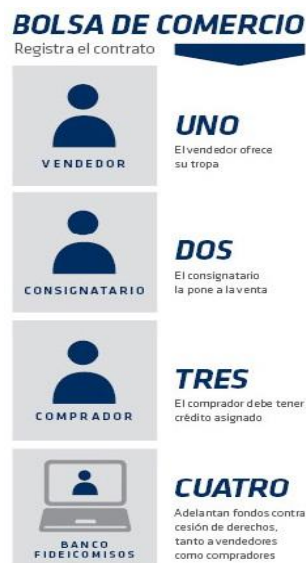 BOLSA DE COMERCIO
Registra el contrato
VENDEDOR
UNO
El vendedor ofrece
su tropa
CONSIGNATARIO
DOS
El consignatario
la pone a la venta
COMPRADOR
TRES
El comprador debe tener
crédito asignado
BANCO
FIDEICOMISOS
CUATRO
Adelantan fondos contra
cesión de derechos,
tanto a vendedores
como compradores